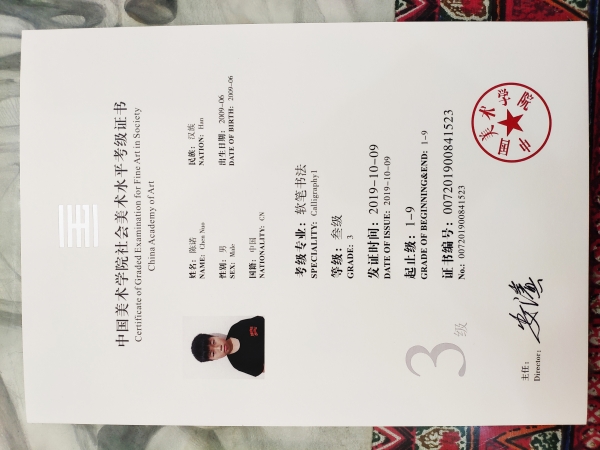 中国美术学院社会美术水平考级证书
Certificate of Graded Examination for Fine Art in Society
China Academy of Art
姓名: 陈诺
NAME: Chen Nuo
民族: 汉族
NATION: Han
性别: 男
SEX: Male
出生日期: 2009-06
DATE OF BIRTH: 2009-06
国籍: 中国
NATIONALITY: CN
考级专业: 软笔书法
SPECIALITY: Calligraphy1
等级: 叁级
GRADE: 3
发证时间: 2019-10-09
DATE OF ISSUE: 2019-10-09
起止级: 1-9
GRADE OF BEGINNING&END: 1-9
证书编号: 007201900841523
No.: 007201900841523
3级
主任:
Director:
中国美术学院